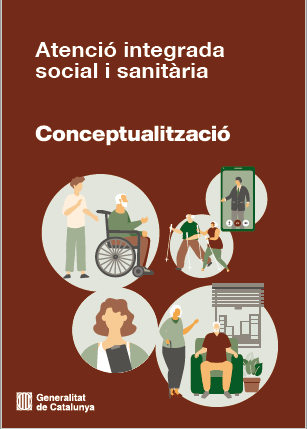 Atenció integrada
social i sanitària
Conceptualització
Generalitat
de Catalunya